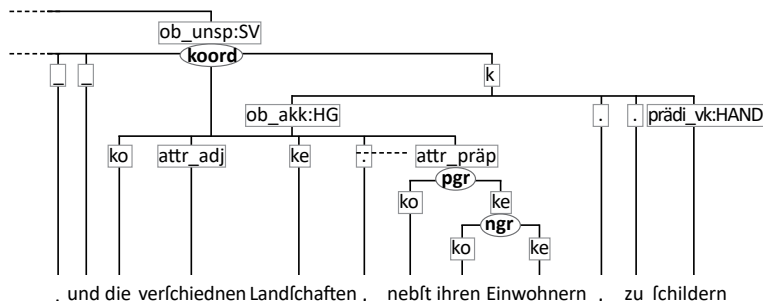 ob_unsp:SV
koord
_ _ k
ob_akk:HG . . prädi_vk:HAND
ko attr_adj ke . attr_präp
pgr
ko ke
ngr
ko ke
, und die verſchiednen Landſchaften , nebſt ihren Einwohnern , zu ſchildern